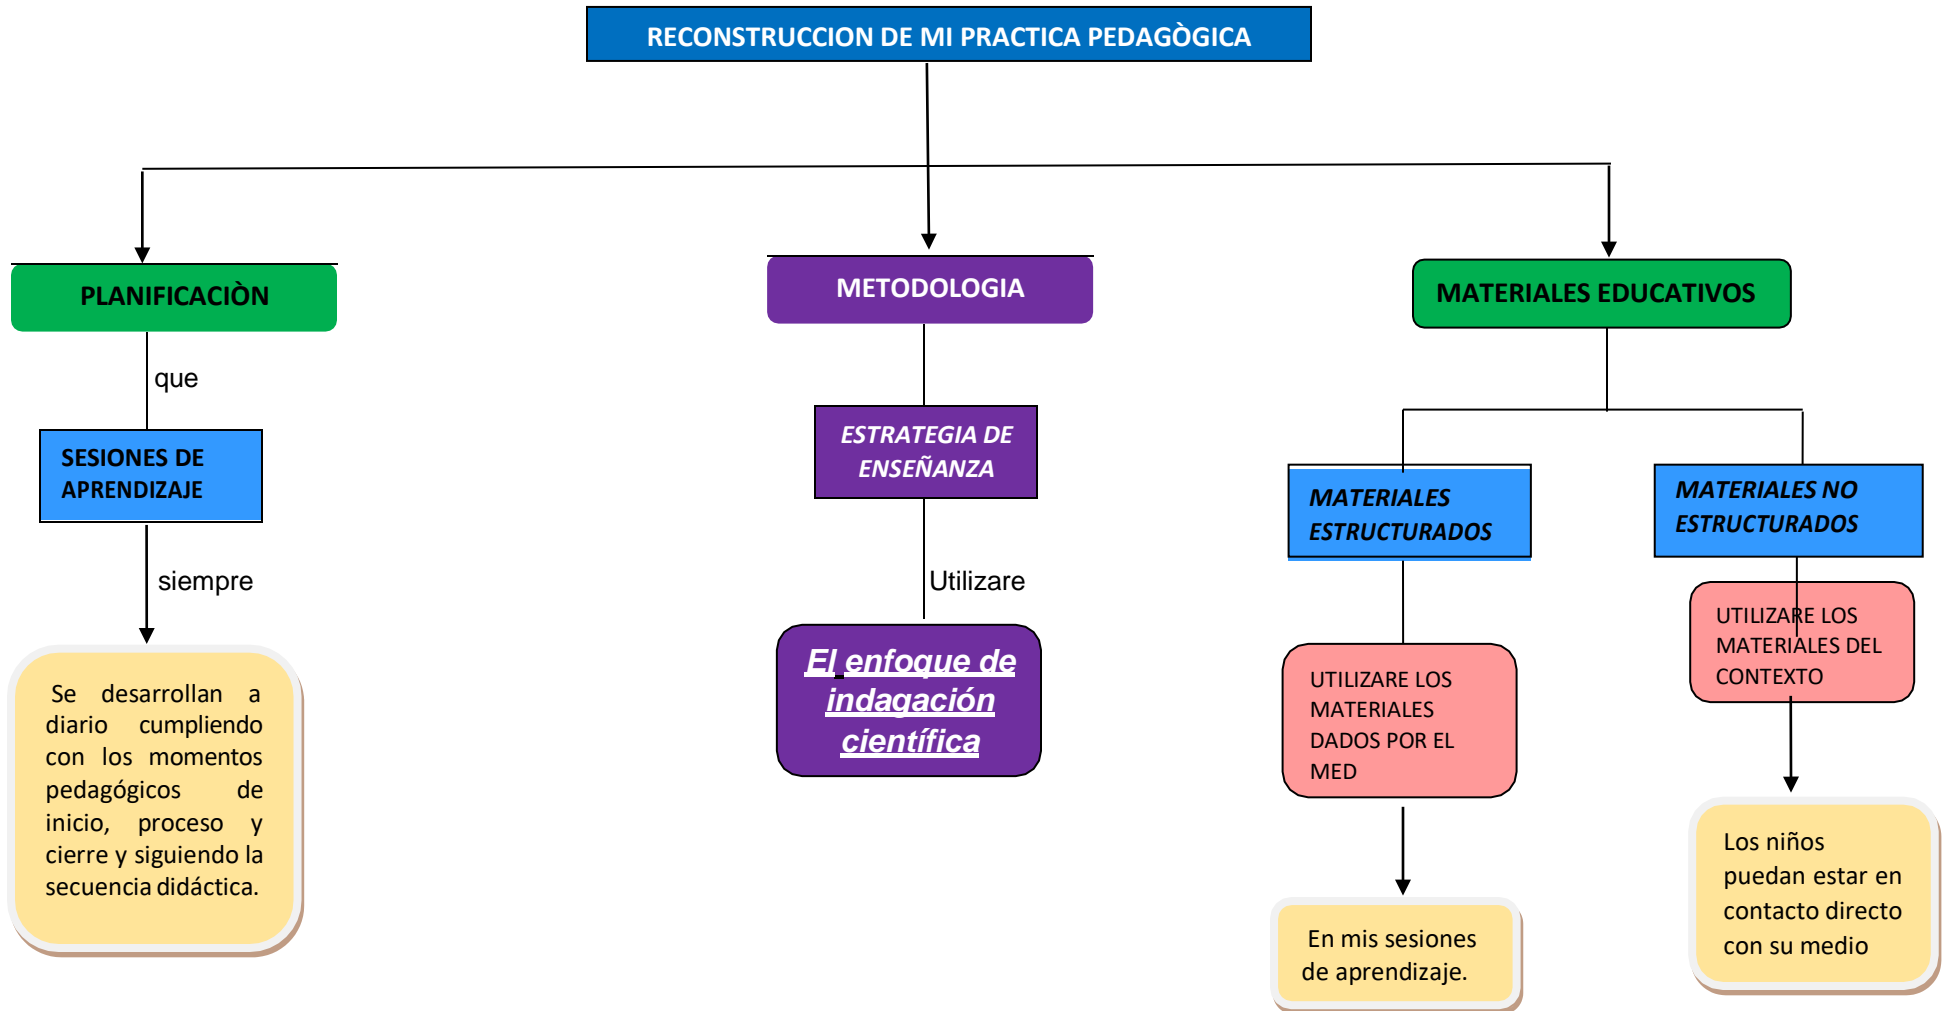 RECONSTRUCCION DE MI PRACTICA PEDAGÒGICA
PLANIFICACIÒN
que
SESIONES DE
APRENDIZAJE
siempre
Se desarrollan a
diario cumpliendo
con los momentos
pedagógicos de
inicio, proceso y
cierre y siguiendo la
secuencia didáctica.
METODOLOGIA
ESTRATEGIA DE
ENSEÑANZA
Utilizare
El enfoque de
indagación
científica
MATERIALES EDUCATIVOS
MATERIALES
ESTRUCTURADOS
UTILIZARE LOS
MATERIALES
DADOS POR EL
MED
En mis sesiones
de aprendizaje.
MATERIALES NO
ESTRUCTURADOS
UTILIZARE LOS
MATERIALES DEL
CONTEXTO
Los niños
puedan estar en
contacto directo
con su medio